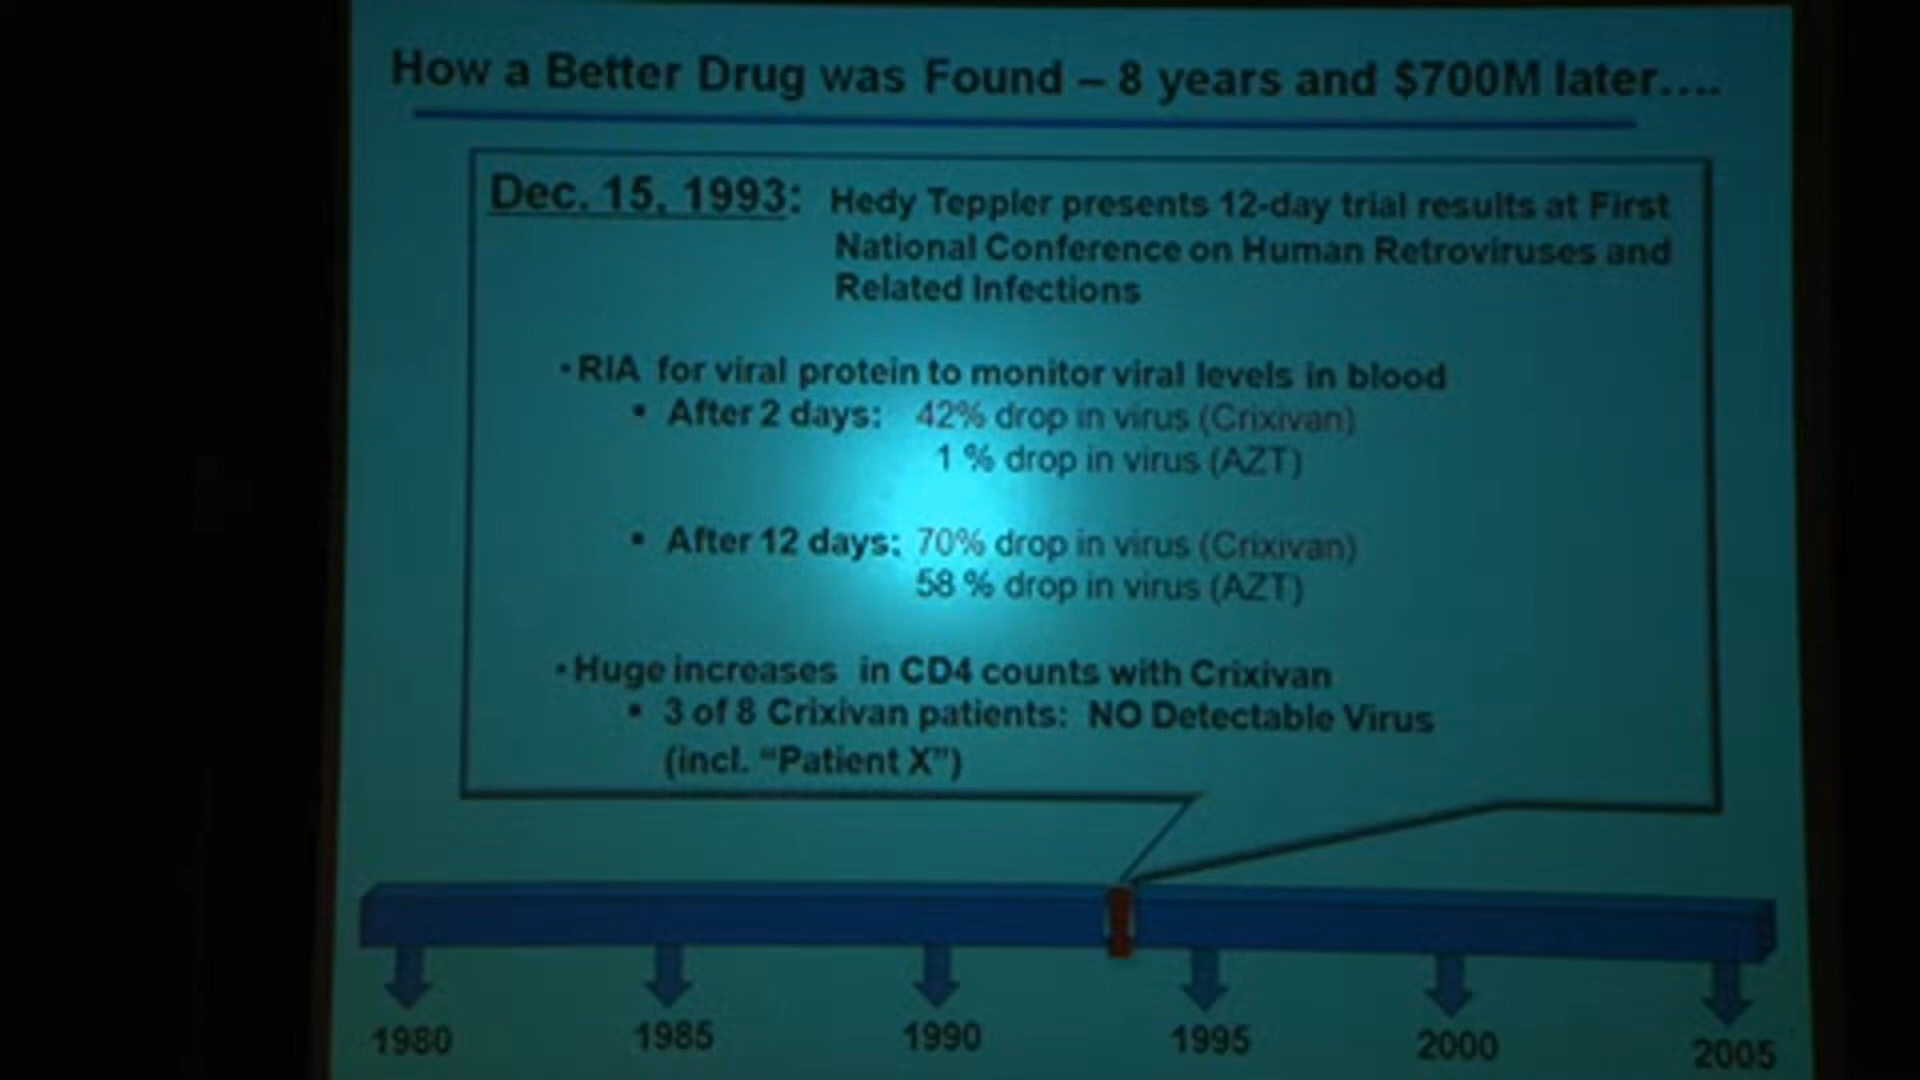 How a Better Drug was Found – 8 years and $700M later....
Dec. 15, 1993: Hedy Teppler presents 12-day trial results at First
National Conference on Human Retroviruses and
Related Infections
• RIA for viral protein to monitor viral levels in blood
▪ After 2 days: 42% drop in virus (Crixivan)
1 % drop in virus (AZT)
▪ After 12 days: 70% drop in virus (Crixivan)
58 % drop in virus (AZT)
• Huge increases in CD4 counts with Crixivan
▪ 3 of 8 Crixivan patients: NO Detectable Virus
(incl. “Patient X”)
1980 1985 1990 1995 2000 2005